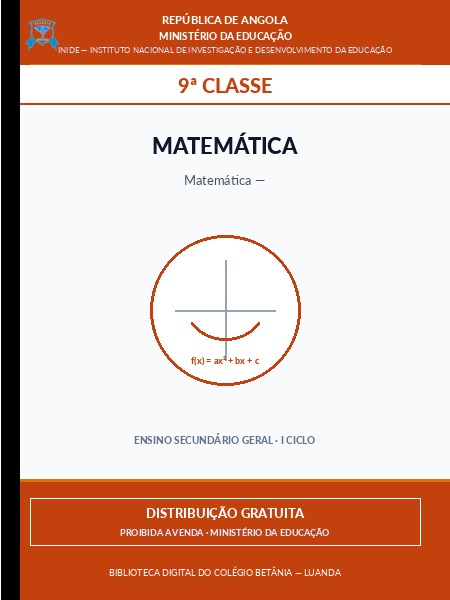 REPÚBLICA DE ANGOLA
MINISTÉRIO DA EDUCAÇÃO
INIDE — INSTITUTO NACIONAL DE INVESTIGAÇÃO E DESENVOLVIMENTO DA EDUCAÇÃO
9ª CLASSE
MATEMÁTICA
Matemática —
f(x) = ax² + bx + c
ENSINO SECUNDÁRIO GERAL · I CICLO
DISTRIBUIÇÃO GRATUITA
PROIBIDA A VENDA · MINISTÉRIO DA EDUCAÇÃO
BIBLIOTECA DIGITAL DO COLÉGIO BETÂNIA — LUANDA